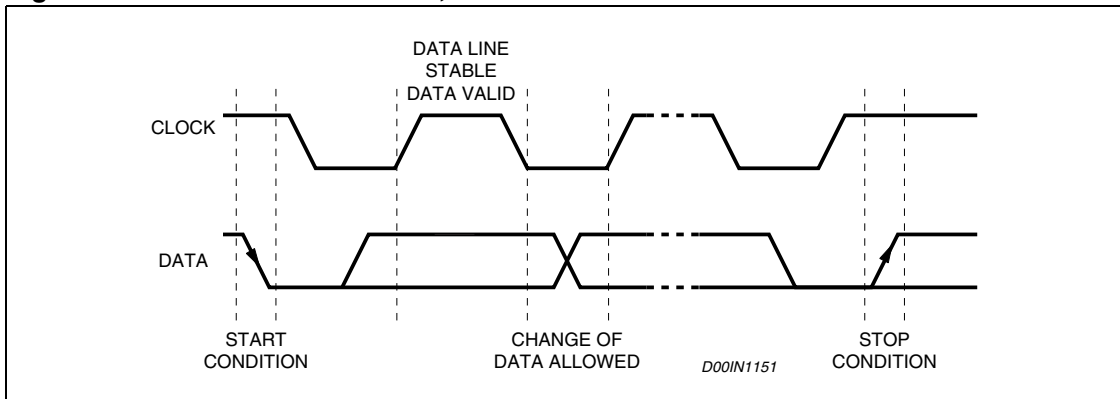 DATA LINE
STABLE
DATA VALID
CLOCK
DATA
START
CONDITION
CHANGE OF
DATA ALLOWED
D00IN1151
STOP
CONDITION